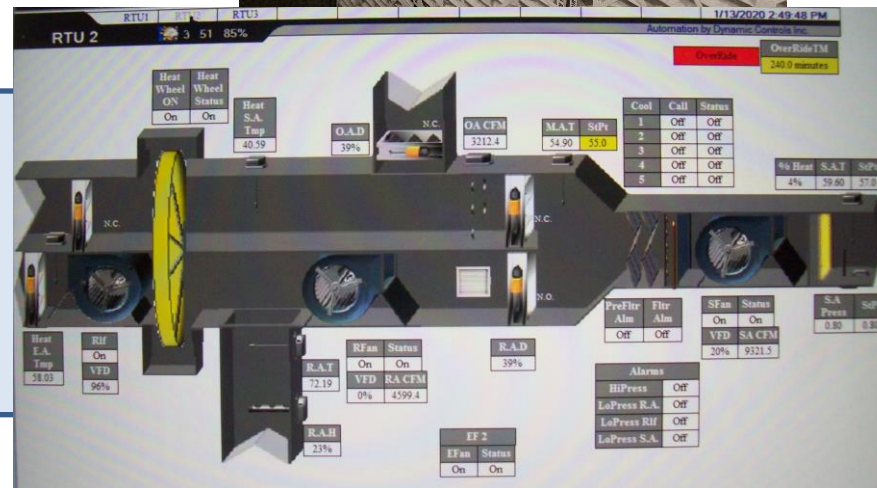 RTU1 RTU2 RTU3 1/13/2020 2:49:48 PM
RTU 2 3 51 85% Automation by Dynamic Controls Inc.
OverRide
OverRideTM
240.0 minutes
Heat Wheel ON
On
Heat Wheel Status
On
Heat S.A. Tmp
40.59
O.A.D
39%
N.C.
OA CFM
3212.4
M.A.T StPt
54.90 55.0
Cool Call Status
1 Off Off
2 Off Off
3 Off Off
4 Off Off
5 Off Off
% Heat S.A.T StPt
4% 59.60 57.0
N.C.
N.C.
N.O.
Heat E.A. Tmp
58.03
Rlf
On
VFD
96%
R.A.T
72.19
RFan Status
On On
VFD RA CFM
0% 4599.4
R.A.D
39%
PreFltr Alm
Off
Fltr Alm
Off
SFan Status
On On
VFD SA CFM
20% 9321.5
S.A Press
0.80
StPt
0.80
R.A.H
23%
EF 2
EFan Status
On On
Alarms
HiPress Off
LoPress R.A. Off
LoPress Rlf Off
LoPress S.A. Off